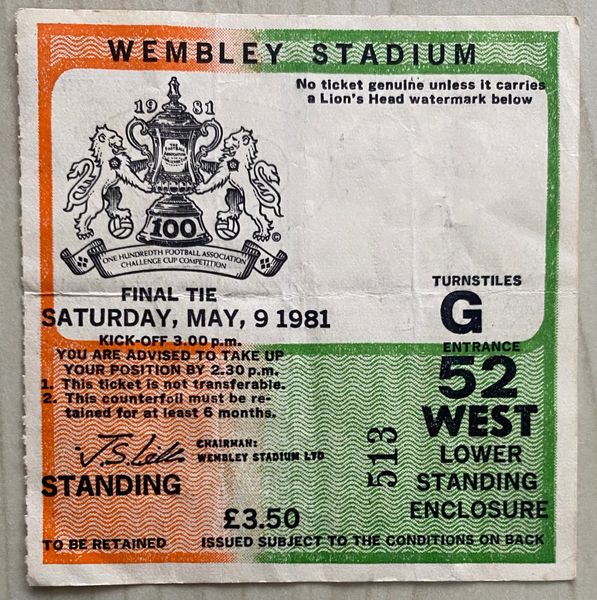 WEMBLEY STADIUM
No ticket genuine unless it carries
a Lion's Head watermark below
1981
THE FOOTBALL
ASSOCIATION
100
©
ONE HUNDREDTH FOOTBALL ASSOCIATION
CHALLENGE CUP COMPETITION
FINAL TIE
SATURDAY, MAY, 9 1981
KICK-OFF 3.00 p.m.
YOU ARE ADVISED TO TAKE UP
YOUR POSITION BY 2.30 p.m.
1. This ticket is not transferable.
2. This counterfoil must be re-
tained for at least 6 months.
CHAIRMAN:
WEMBLEY STADIUM LTD
STANDING
£3.50
TURNSTILES
G
ENTRANCE
52
WEST
LOWER
STANDING
ENCLOSURE
513
TO BE RETAINED ISSUED SUBJECT TO THE CONDITIONS ON BACK